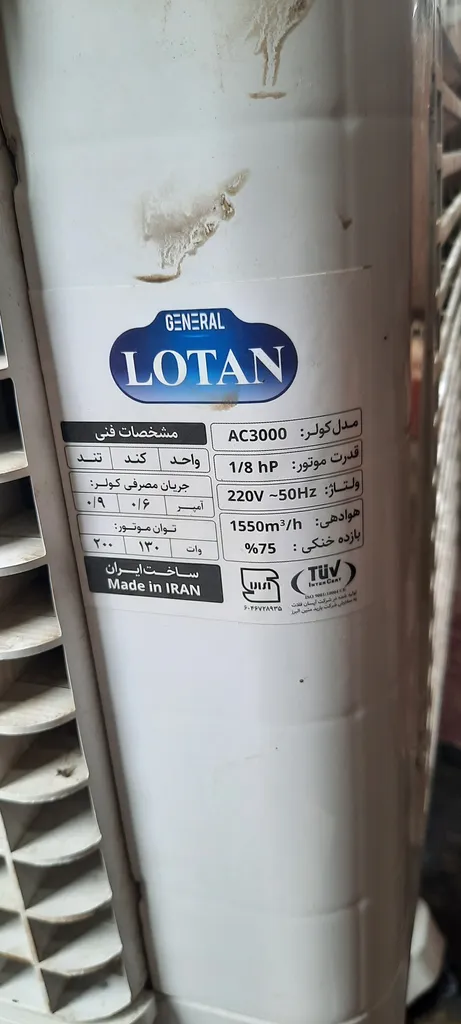 GENERAL
LOTAN
مدل کولر: AC3000
قدرت موتور: 1/8 hP
ولتاژ: 220V ~50Hz
هوادهی: 1550m³/h
بازده خنکی: %75
مشخصات فنی
واحد کند تند
جریان مصرفی کولر:
آمپر ۰/۶ ۰/۹
توان موتور:
وات ۱۳۰ ۲۰۰
ساخت ایران
Made in IRAN
۶۰۴۶۷۲۸۹۳۵
TÜV
INTERCERT